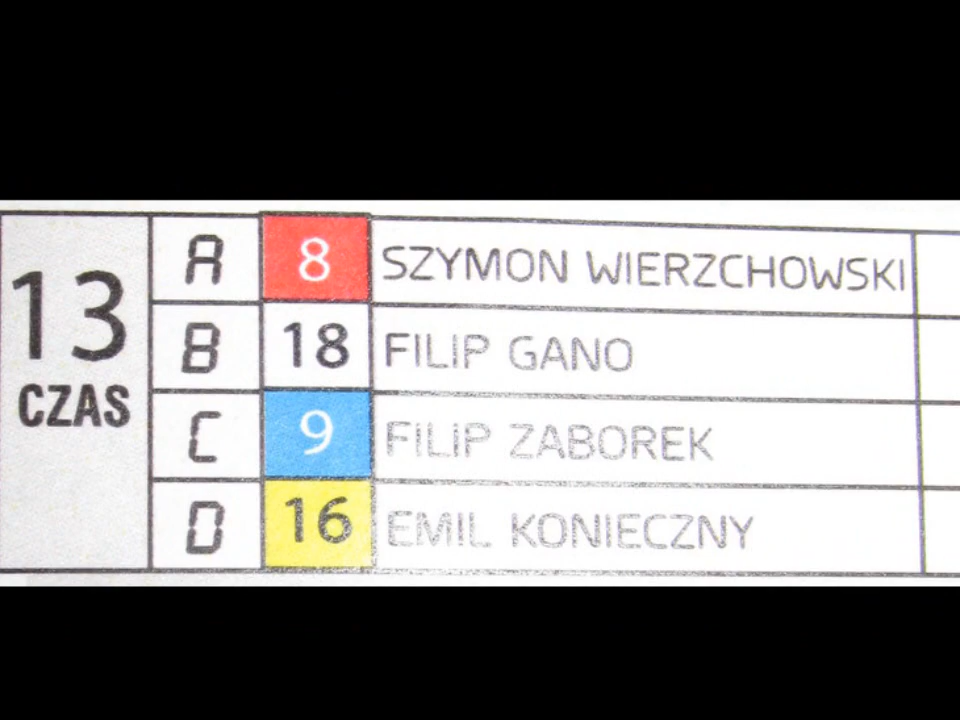 13
CZAS
A 8 SZYMON WIERZCHOWSKI
B 18 FILIP GANO
C 9 FILIP ZABOREK
D 16 EMIL KONIECZNY